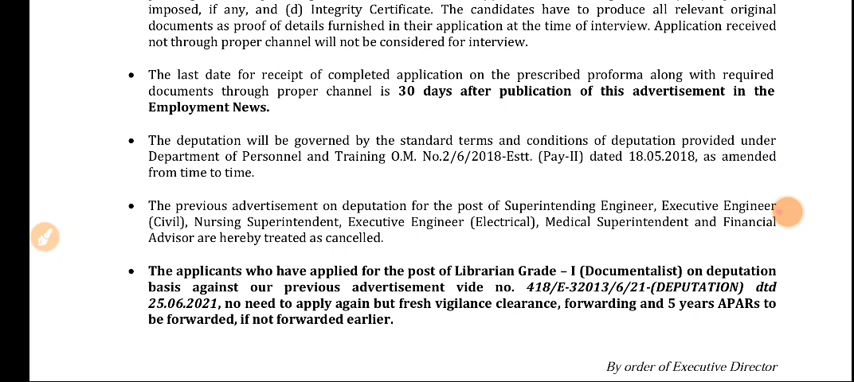 imposed, if any, and (d) Integrity Certificate. The candidates have to produce all relevant original
documents as proof of details furnished in their application at the time of interview. Application received
not through proper channel will not be considered for interview.
• The last date for receipt of completed application on the prescribed proforma along with required
documents through proper channel is 30 days after publication of this advertisement in the
Employment News.
• The deputation will be governed by the standard terms and conditions of deputation provided under
Department of Personnel and Training O.M. No.2/6/2018-Estt. (Pay-II) dated 18.05.2018, as amended
from time to time.
• The previous advertisement on deputation for the post of Superintending Engineer, Executive Engineer
(Civil), Nursing Superintendent, Executive Engineer (Electrical), Medical Superintendent and Financial
Advisor are hereby treated as cancelled.
• The applicants who have applied for the post of Librarian Grade – I (Documentalist) on deputation
basis against our previous advertisement vide no. 418/E-32013/6/21-(DEPUTATION) dtd
25.06.2021, no need to apply again but fresh vigilance clearance, forwarding and 5 years APARs to
be forwarded, if not forwarded earlier.
By order of Executive Director